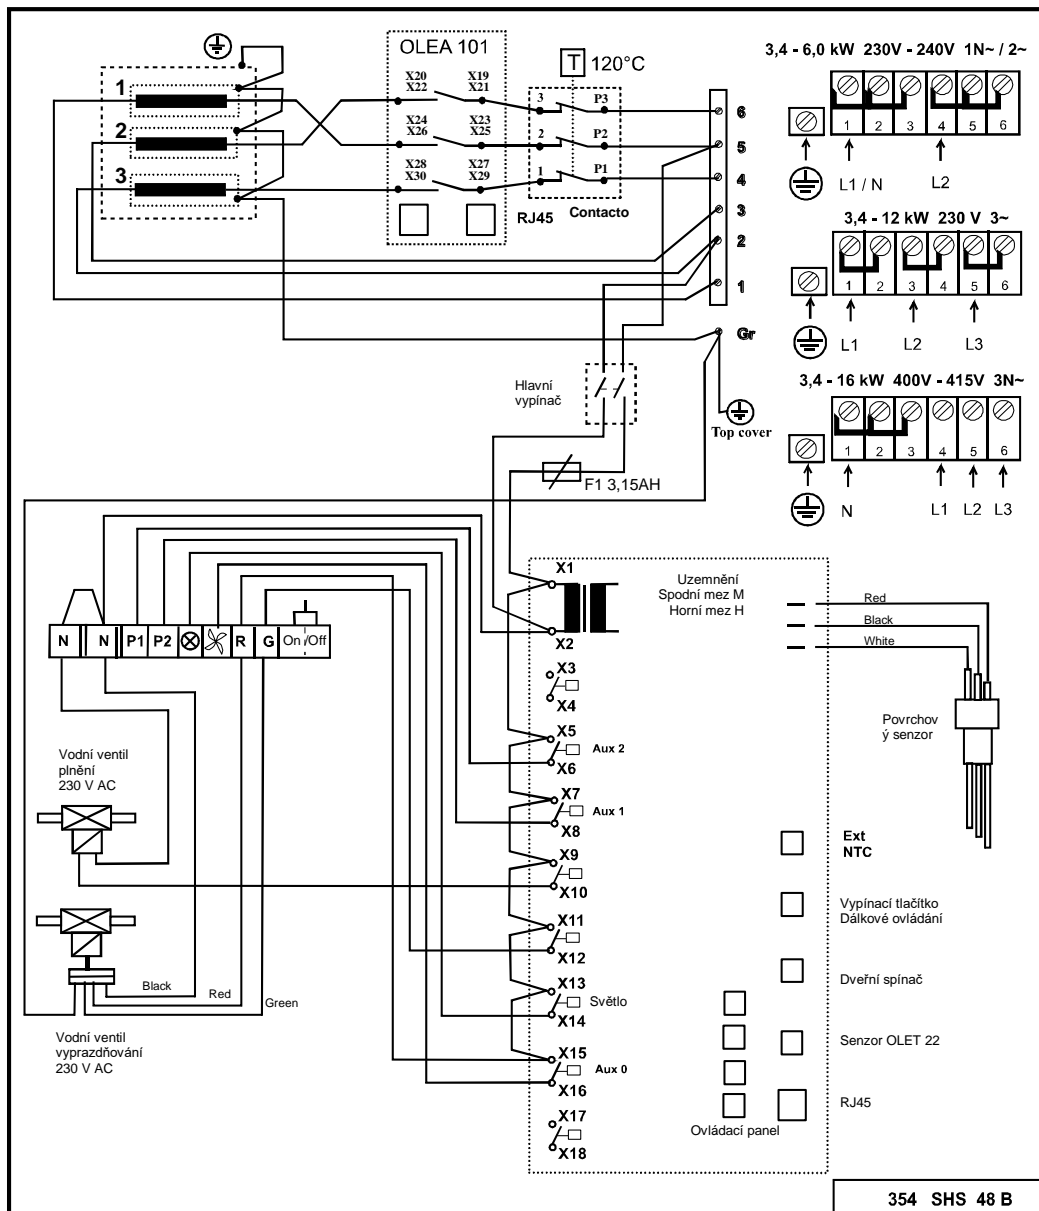 OLEA 101
T 120°C
X20 X19
X22 X21
X24 X23
X26 X25
X28 X27
X30 X29
1
2
3
3 P3
2 P2
1 P1
RJ45
Contacto
6
5
4
3
2
1
Gr
Top cover
3,4 - 6,0 kW 230V - 240V 1N~ / 2~
1 2 3 4 5 6
L1 / N L2
3,4 - 12 kW 230 V 3~
1 2 3 4 5 6
L1 L2 L3
3,4 - 16 kW 400V - 415V 3N~
1 2 3 4 5 6
N L1 L2 L3
Hlavní
vypínač
F1 3,15AH
N N P1 P2 R G On /Off
Vodní ventil
plnění
230 V AC
Black
Red
Green
Vodní ventil
vyprazdňování
230 V AC
X1
X2
X3
X4
X5
Aux 2
X6
X7
Aux 1
X8
X9
X10
X11
X12
X13
Světlo
X14
X15
Aux 0
X16
X17
X18
Uzemnění
Spodní mez M
Horní mez H
Red
Black
White
Povrchov
ý senzor
Ext
NTC
Vypínací tlačítko
Dálkové ovládání
Dveřní spínač
Senzor OLET 22
RJ45
Ovládací panel
354 SHS 48 B